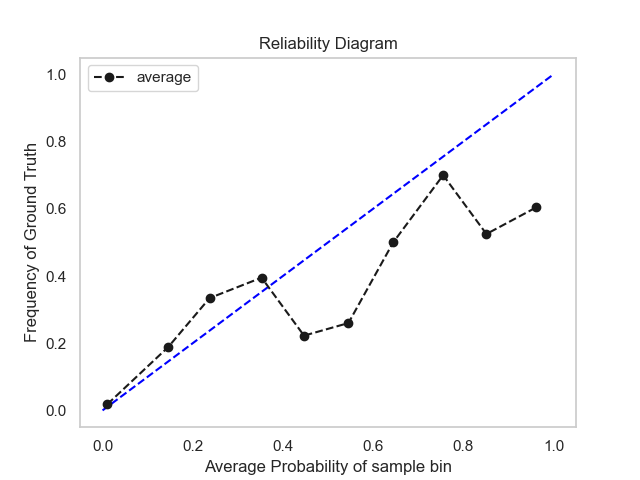 Reliability Diagram
average
Frequency of Ground Truth
1.0
0.8
0.6
0.4
0.2
0.0
0.0 0.2 0.4 0.6 0.8 1.0
Average Probability of sample bin